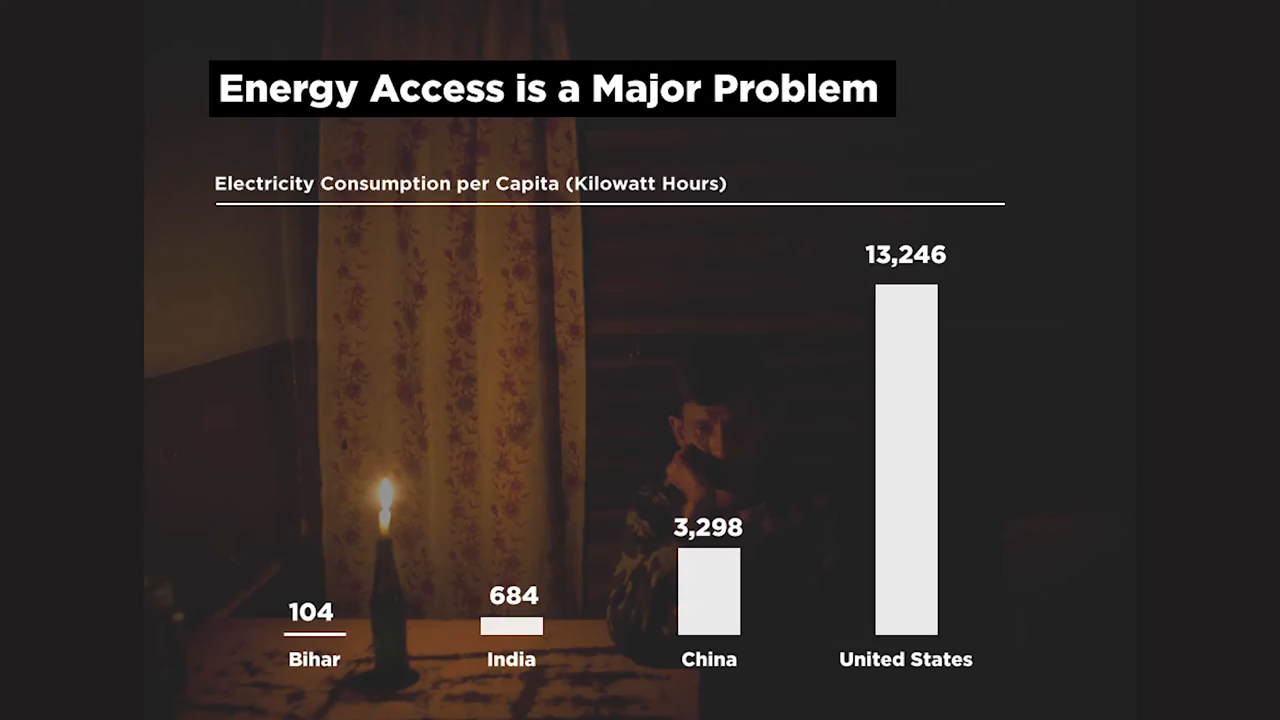 Energy Access is a Major Problem
Electricity Consumption per Capita (Kilowatt Hours)
13,246
3,298
684
104
Bihar
India
China
United States